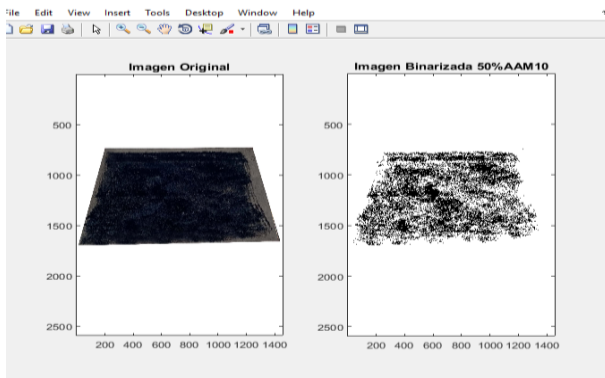 File Edit View Insert Tools Desktop Window Help
Imagen Original
500
1000
1500
2000
2500
200 400 600 800 1000 1200 1400
Imagen Binarizada 50%AAM10
500
1000
1500
2000
2500
200 400 600 800 1000 1200 1400